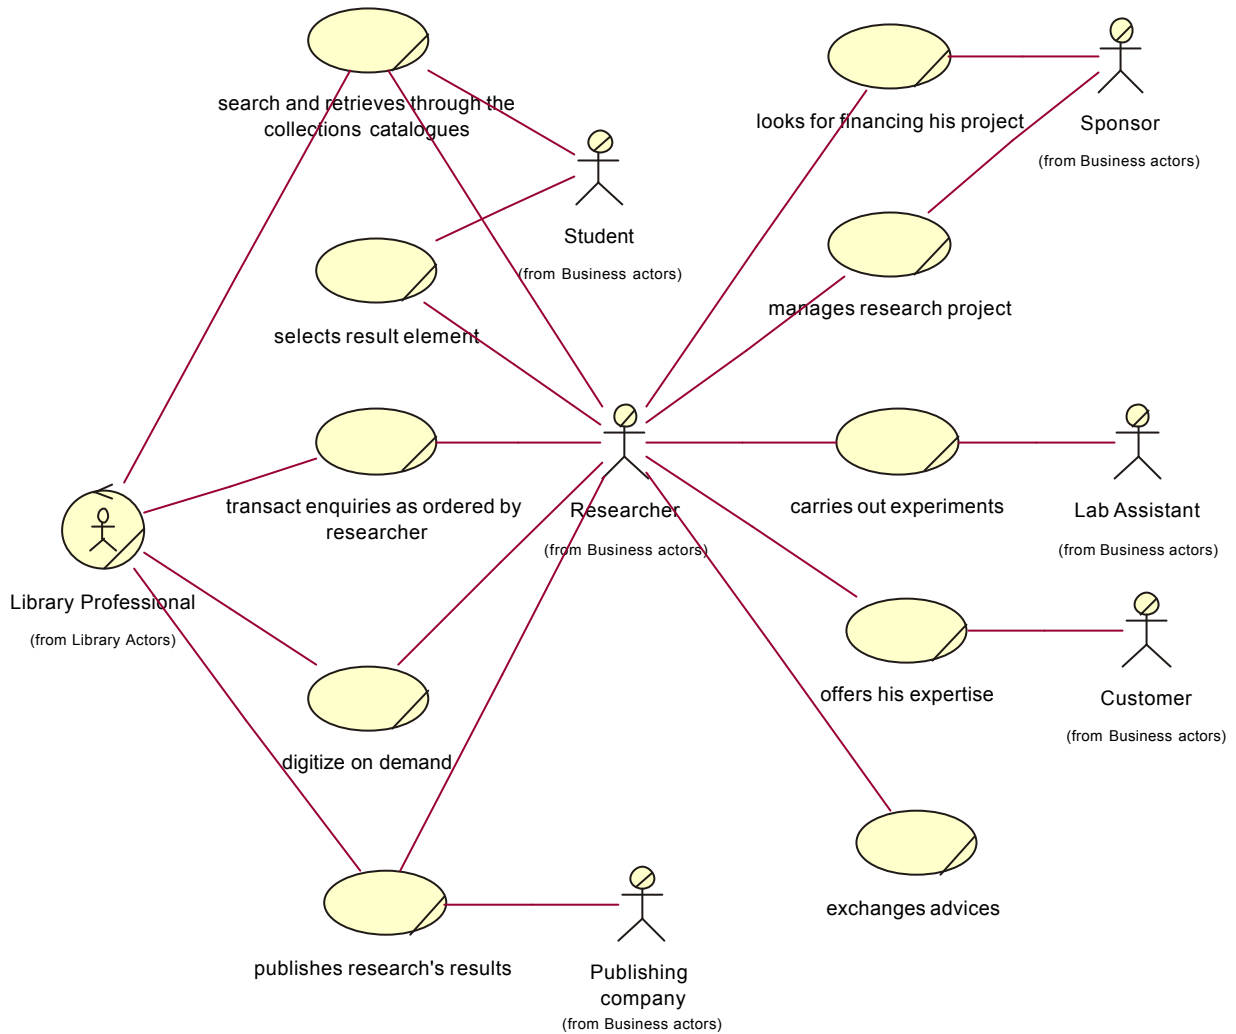 search and retrieves through the
collections catalogues
looks for financing his project
Sponsor
(from Business actors)
Student
(from Business actors)
selects result element
manages research project
transact enquiries as ordered by
researcher
Researcher
(from Business actors)
carries out experiments
Lab Assistant
(from Business actors)
Library Professional
(from Library Actors)
offers his expertise
Customer
(from Business actors)
digitize on demand
exchanges advices
publishes research's results
Publishing
company
(from Business actors)